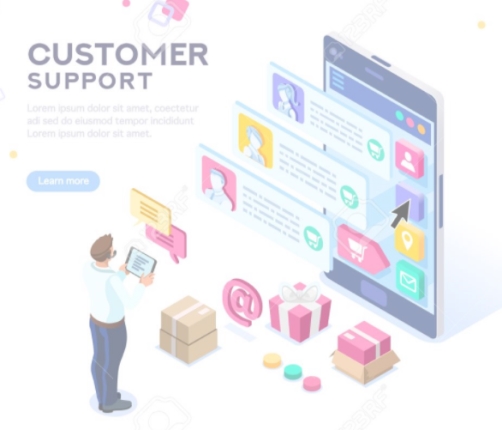 CUSTOMER
SUPPORT
Lorem ipsum dolor sit amet, coectetur
adi sed do eiusmod tempor incididunt
Lorem ipsum dolor sit amet.
Learn more
@